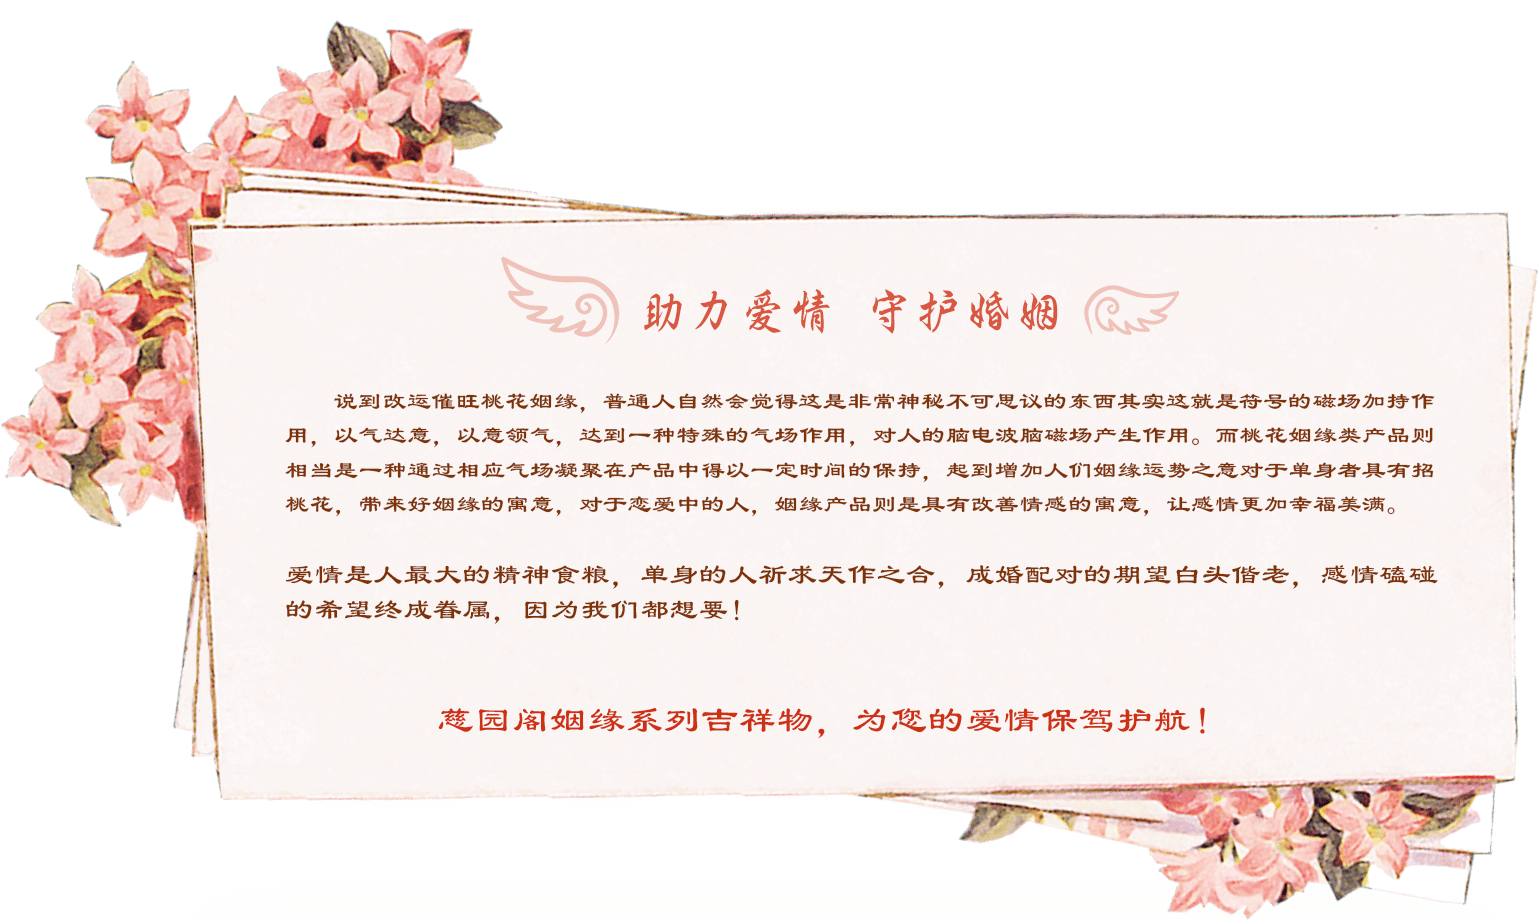 助力爱情 守护婚姻
说到改运催旺桃花姻缘，普通人自然会觉得这是非常神秘不可思议的东西其实这就是符号的磁场加持作
用，以气达意，以意领气，达到一种特殊的气场作用，对人的脑电波脑磁场产生作用。而桃花姻缘类产品则
相当是一种通过相应气场凝聚在产品中得以一定时间的保持，起到增加人们姻缘运势之意对于单身者具有招
桃花，带来好姻缘的寓意，对于恋爱中的人，姻缘产品则是具有改善情感的寓意，让感情更加幸福美满。
爱情是人最大的精神食粮，单身的人祈求天作之合，成婚配对的期望白头偕老，感情磕碰
的希望终成眷属，因为我们都想要！
慈园阁姻缘系列吉祥物，为您的爱情保驾护航！